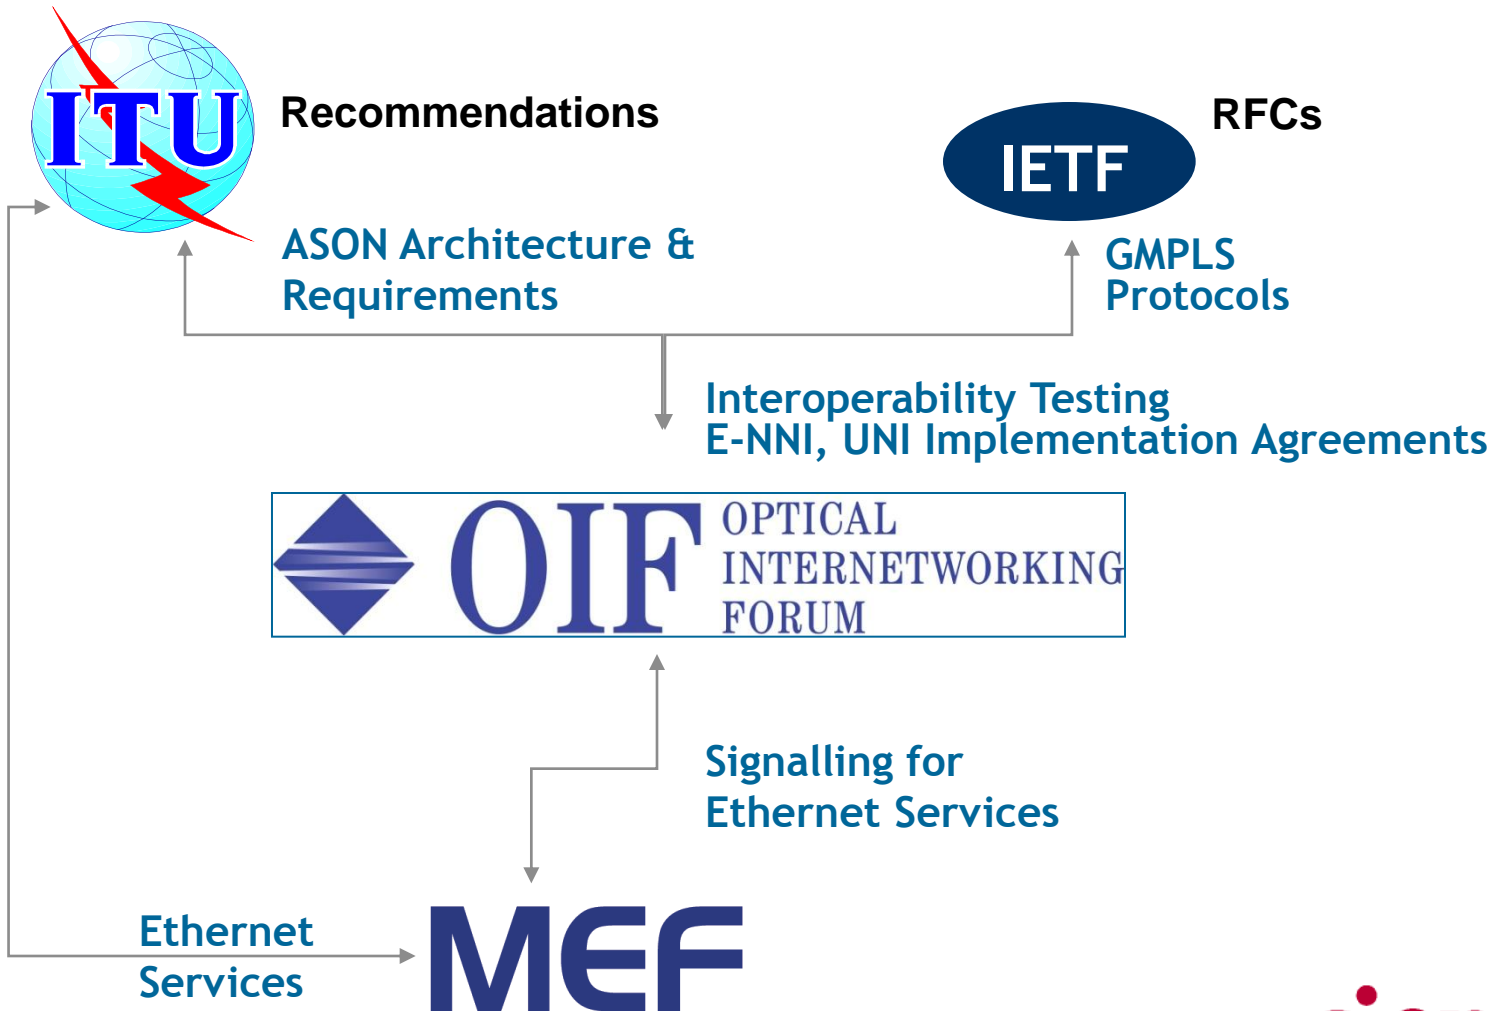 ITU
Recommendations
IETF
RFCs
ASON Architecture &
Requirements
GMPLS
Protocols
Interoperability Testing
E-NNI, UNI Implementation Agreements
OIF
OPTICAL
INTERNETWORKING
FORUM
Signalling for
Ethernet Services
Ethernet
Services
MEF